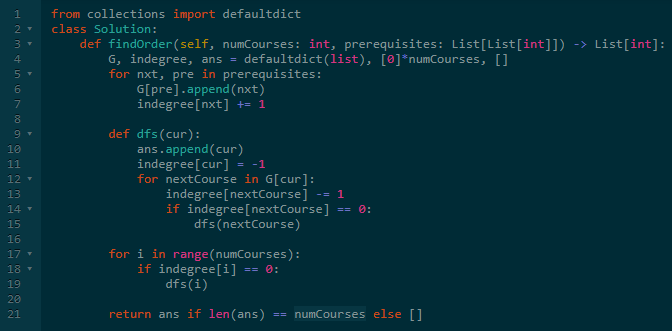 1 from collections import defaultdict
2 class Solution:
3     def findOrder(self, numCourses: int, prerequisites: List[List[int]]) -> List[int]:
4         G, indegree, ans = defaultdict(list), [0]*numCourses, []
5         for nxt, pre in prerequisites:
6             G[pre].append(nxt)
7             indegree[nxt] += 1
8
9         def dfs(cur):
10             ans.append(cur)
11             indegree[cur] = -1
12             for nextCourse in G[cur]:
13                 indegree[nextCourse] -= 1
14                 if indegree[nextCourse] == 0:
15                     dfs(nextCourse)
16
17         for i in range(numCourses):
18             if indegree[i] == 0:
19                 dfs(i)
20
21         return ans if len(ans) == numCourses else []